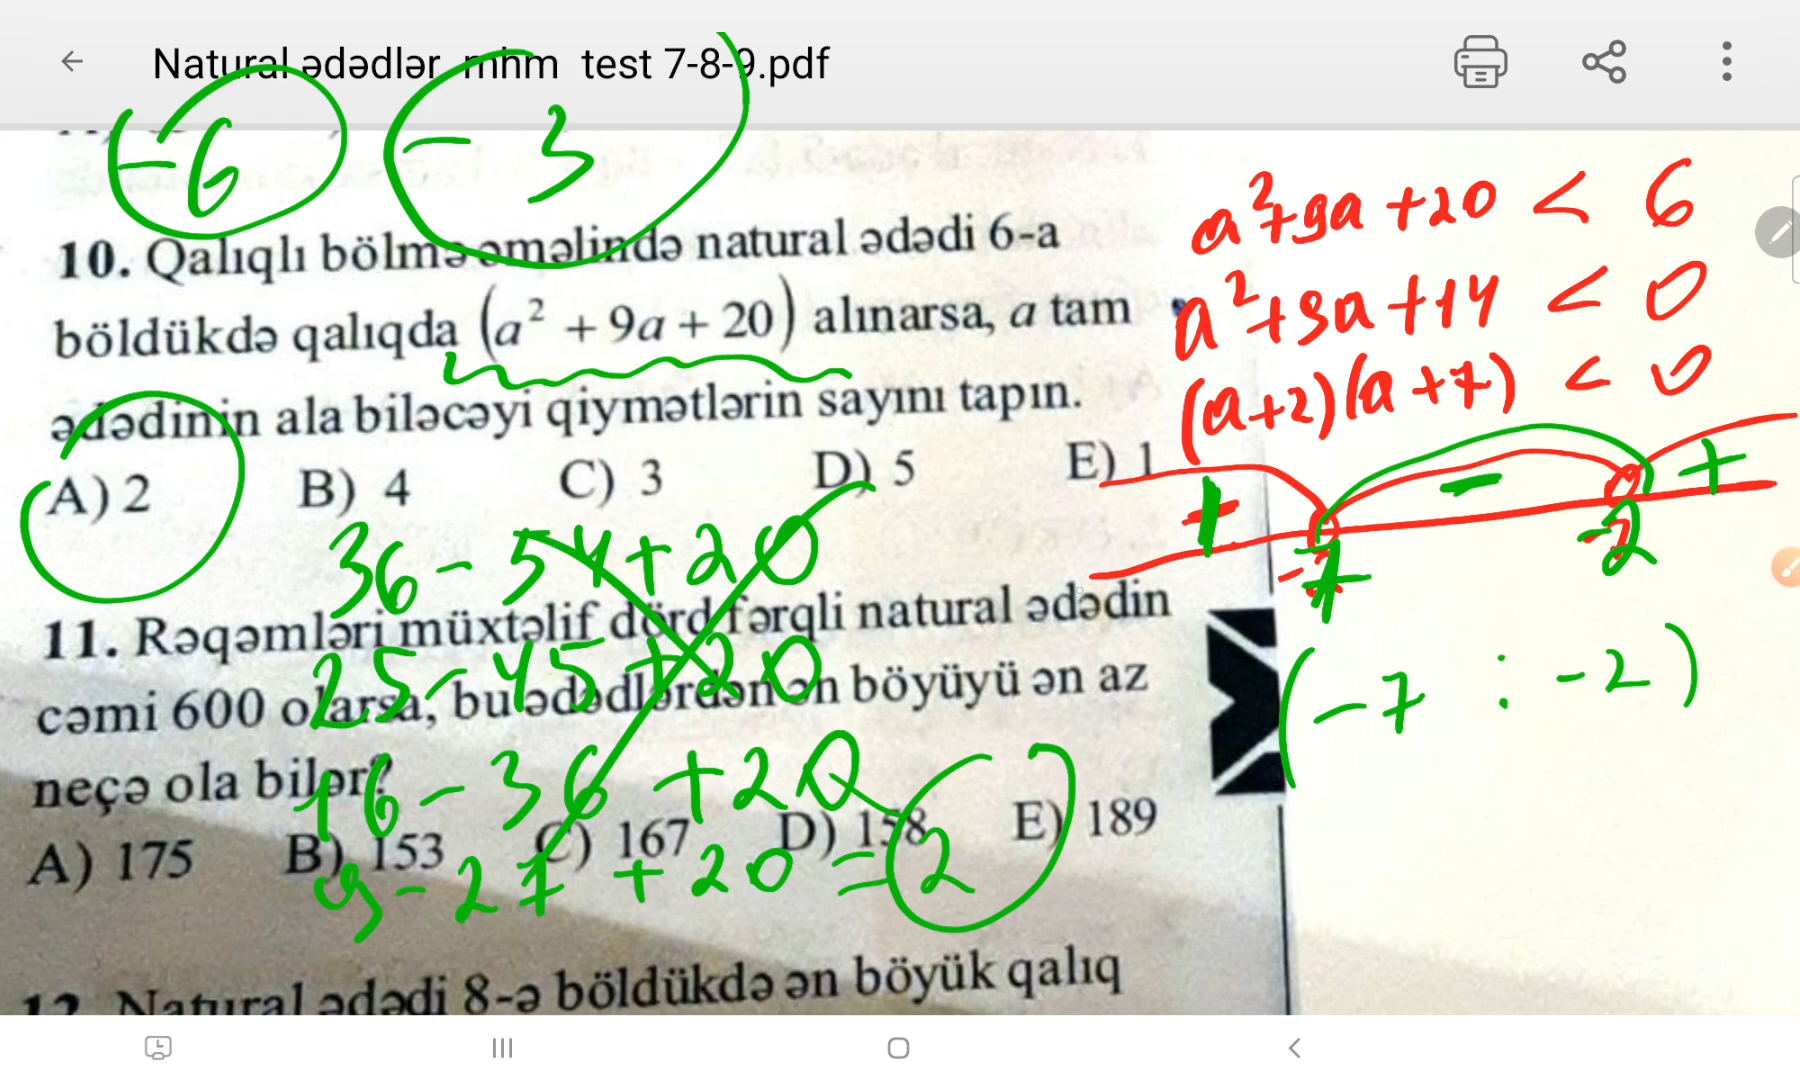 Natural ədədlər mhm test 7-8-9.pdf
-6 -3
10. Qalıqlı bölmə əməlində natural ədədi 6-a
böldükdə qalıqda (a² + 9a + 20) alınarsa, a tam
ədədinin ala biləcəyi qiymətlərin sayını tapın.
A) 2 B) 4 C) 3 D) 5 E) 1
a²+9a+20 < 6
a²+9a+14 < 0
(a+2)(a+7) < 0
+ - +
-7 -2
(-7 : -2)
36-54+20
11. Rəqəmləri müxtəlif dörd fərqli natural ədədin
25-45+20
cəmi 600 olarsa, bu ədədlərdən ən böyüyü ən az
neçə ola bilər?
16-36+20
A) 175 B) 153 C) 167 D) 158 E) 189
9-27+20=2
12. Natural ədədi 8-ə böldükdə ən böyük qalıq